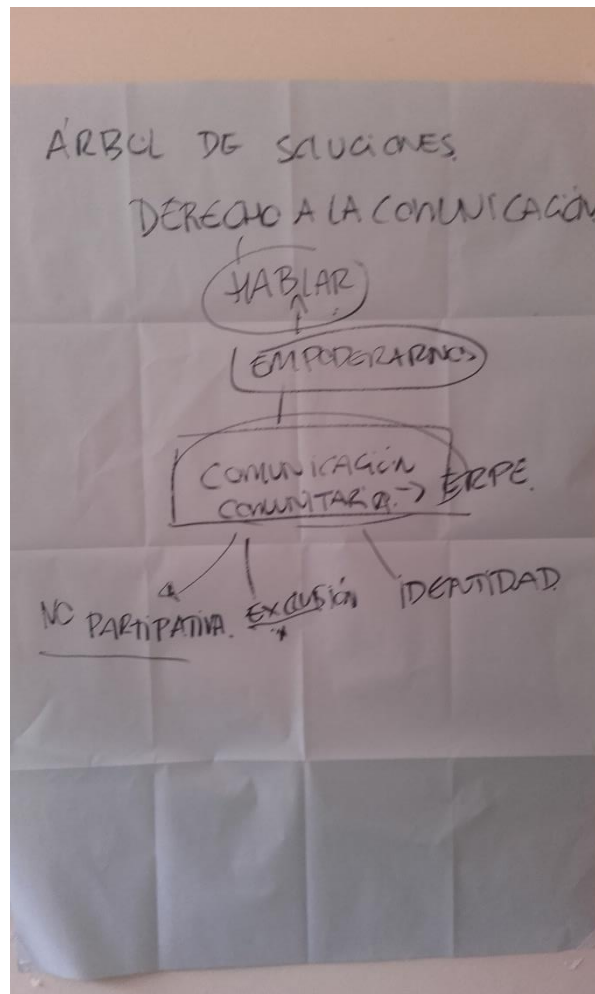 ÁRBOL DE SOLUCIONES.
DERECHO A LA COMUNICACIÓN
HABLAR
EMPODERARNOS
COMUNICACIÓN
COMUNITARIA. → ERPE.
NO PARTIPATIVA. EXCLUSIÓN IDENTIDAD